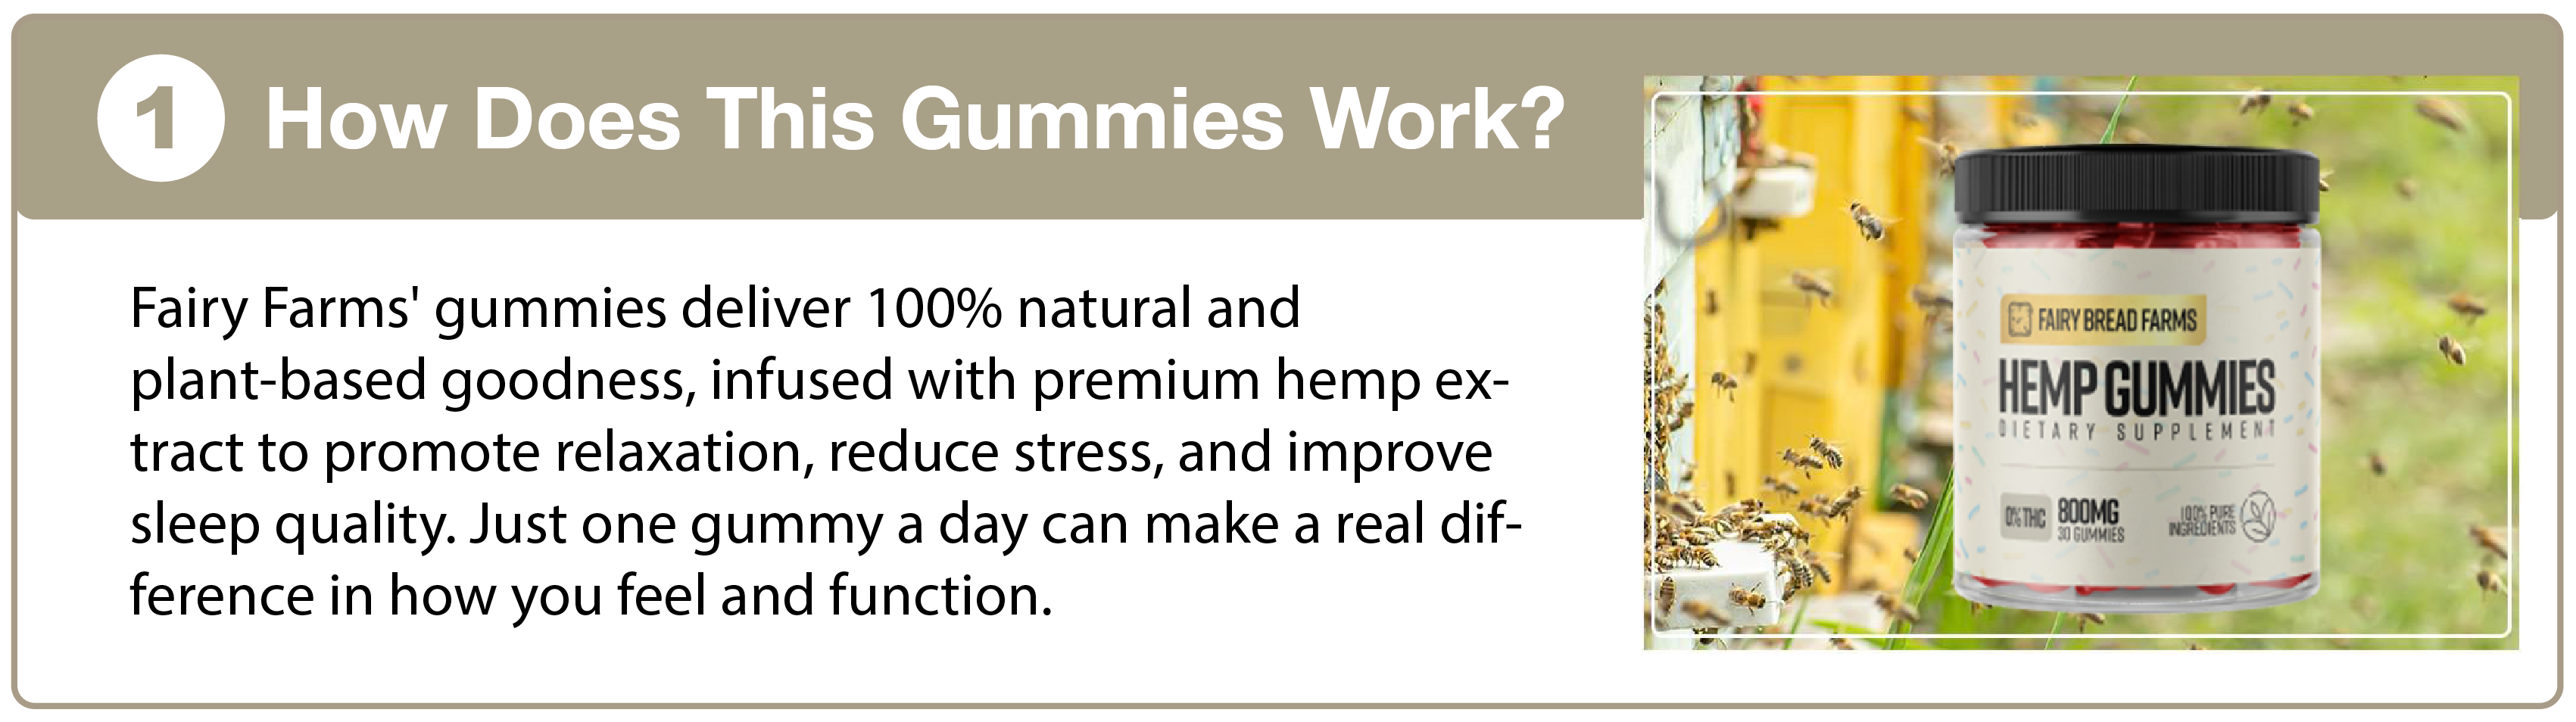 1
How Does This Gummies Work?
Fairy Farms' gummies deliver 100% natural and
plant-based goodness, infused with premium hemp ex-
tract to promote relaxation, reduce stress, and improve
sleep quality. Just one gummy a day can make a real dif-
ference in how you feel and function.
FAIRY BREAD FARMS
HEMP GUMMIES
DIETARY SUPPLEMENT
0% THC
800MG
30 GUMMIES
100% PURE
INGREDIENTS